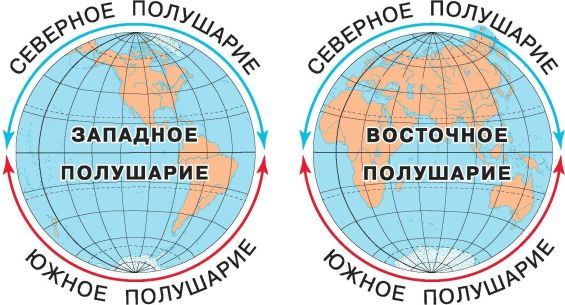 СЕВЕРНОЕ ПОЛУШАРИЕ
ЗАПАДНОЕ
ПОЛУШАРИЕ
ЮЖНОЕ ПОЛУШАРИЕ
СЕВЕРНОЕ ПОЛУШАРИЕ
ВОСТОЧНОЕ
ПОЛУШАРИЕ
ЮЖНОЕ ПОЛУШАРИЕ